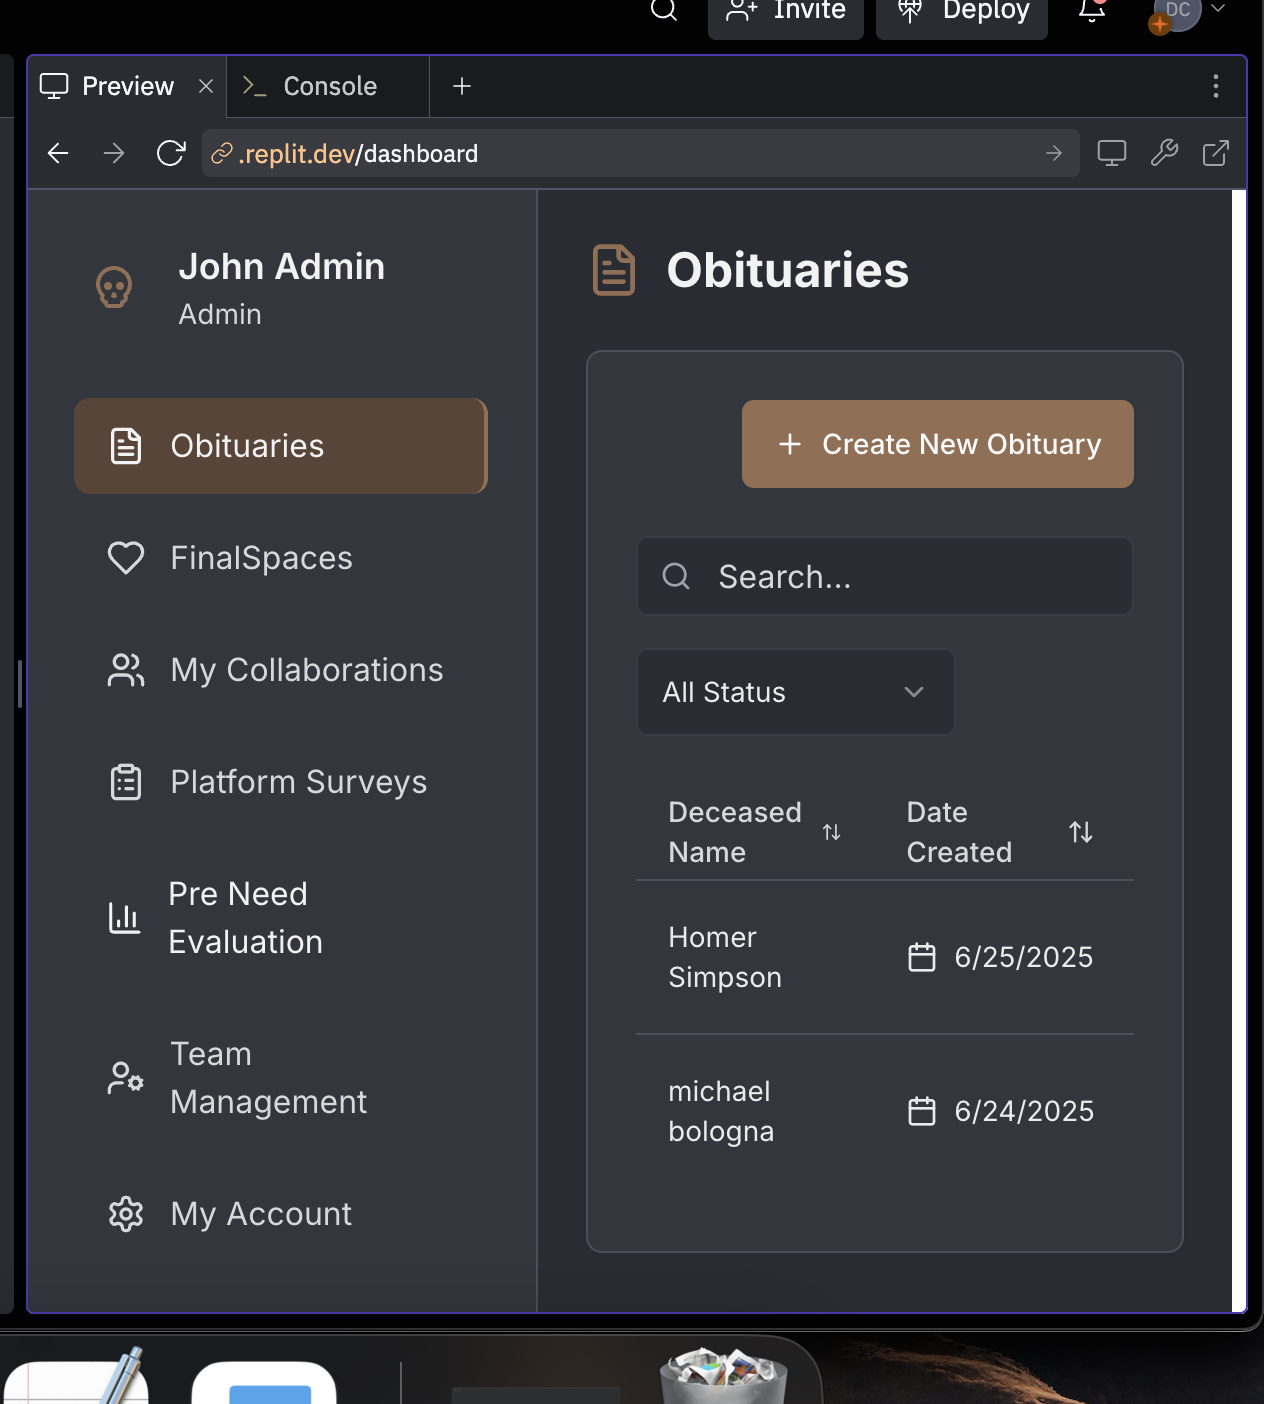 Invite
Deploy
DC
Preview
Console
.replit.dev/dashboard
John Admin
Admin
Obituaries
FinalSpaces
My Collaborations
Platform Surveys
Pre Need
Evaluation
Team
Management
My Account
Obituaries
Create New Obituary
Search...
All Status
Deceased
Name
Date
Created
Homer
Simpson
6/25/2025
michael
bologna
6/24/2025